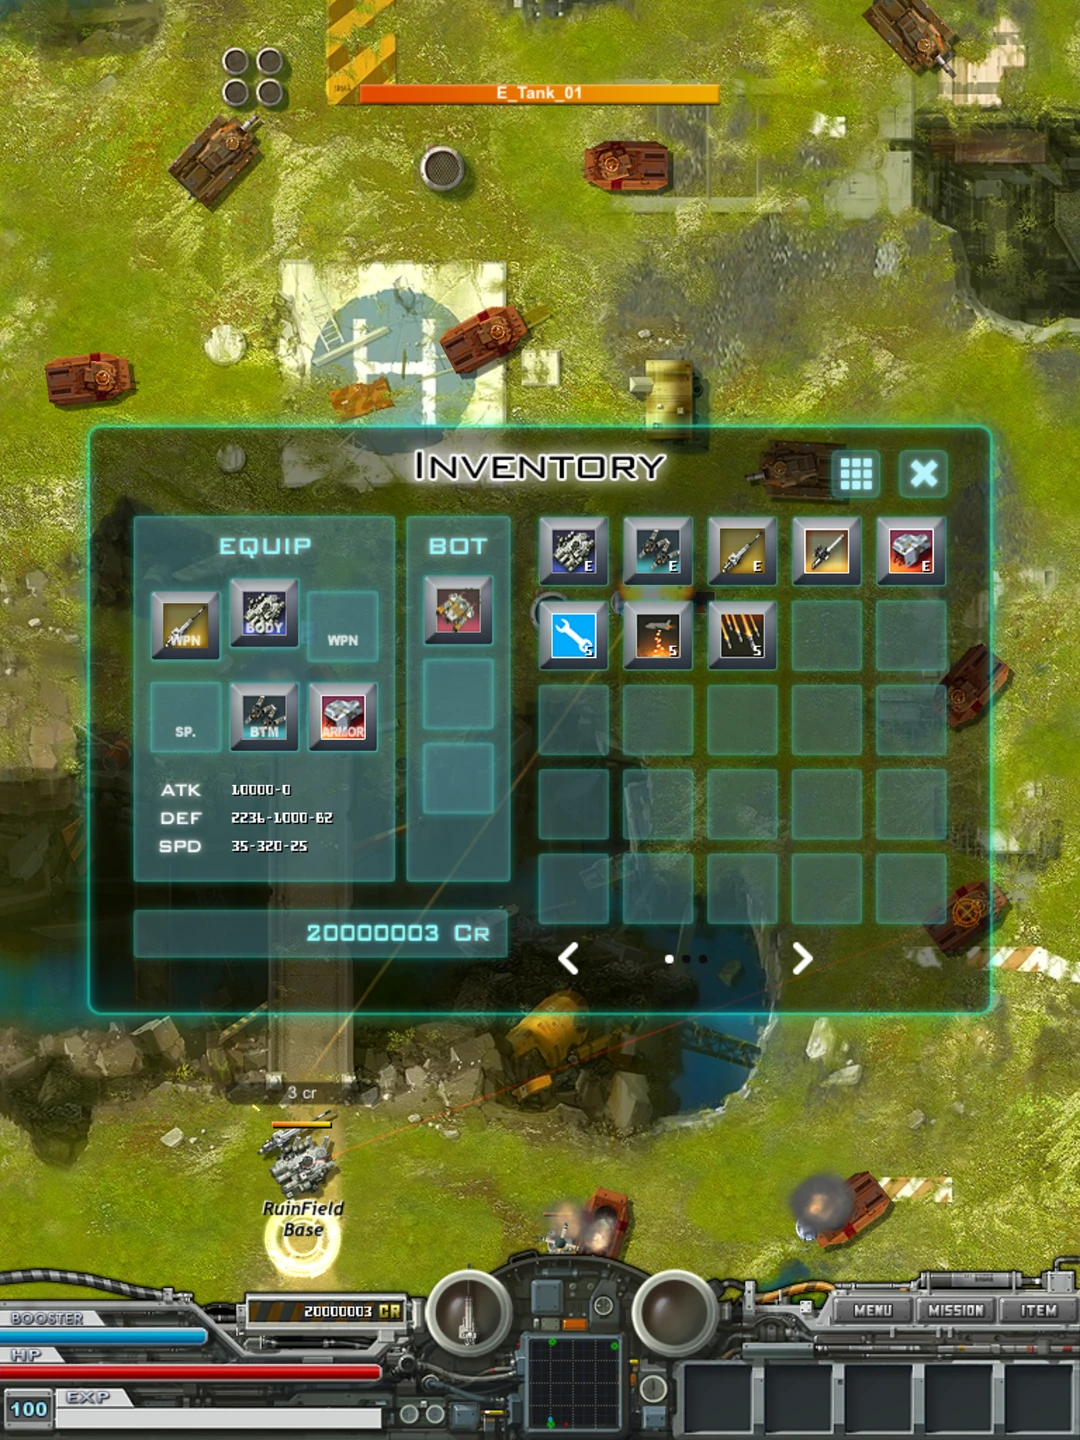 E_Tank_01
INVENTORY
EQUIP
BOT
WPN
BODY
WPN
SP.
BTM
ARMOR
E
E
E
E
S
S
S
ATK 10000-0
DEF 2236-1000-62
SPD 35-320-25
20000003 CR
3 cr
RuinField
Base
BOOSTER
20000003 CR
MENU
MISSION
ITEM
HP
100
EXP